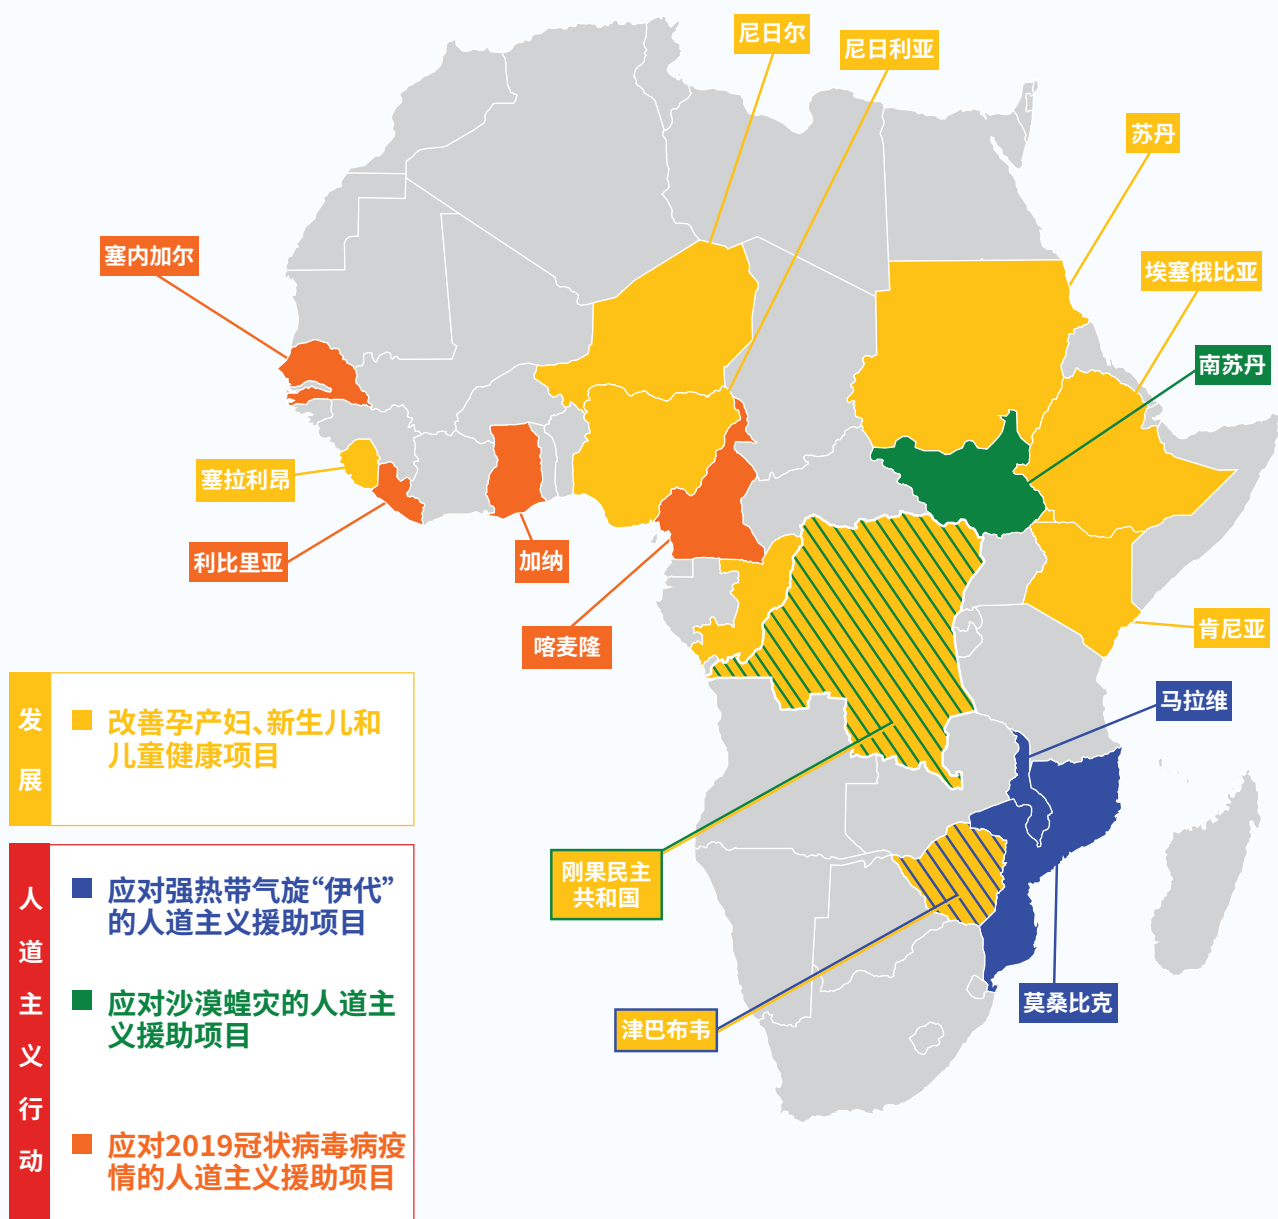 尼日尔
尼日利亚
苏丹
塞内加尔
埃塞俄比亚
南苏丹
塞拉利昂
利比里亚
加纳
喀麦隆
肯尼亚
马拉维
刚果民主
共和国
莫桑比克
津巴布韦
发
展
改善孕产妇、新生儿和
儿童健康项目
人
道
主
义
行
动
应对强热带气旋“伊代”
的人道主义援助项目
应对沙漠蝗灾的人道主
义援助项目
应对2019冠状病毒病疫
情的人道主义援助项目